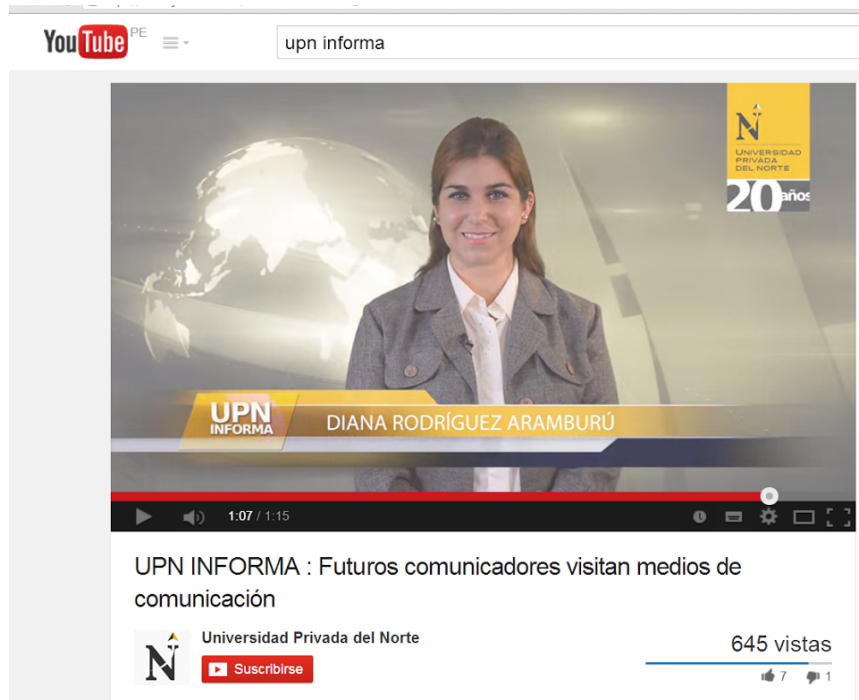 YouTube PE
upn informa
UNIVERSIDAD
PRIVADA
DEL NORTE
20 años
UPN
INFORMA
DIANA RODRÍGUEZ ARAMBURÚ
1:07 / 1:15
UPN INFORMA : Futuros comunicadores visitan medios de
comunicación
Universidad Privada del Norte
Suscribirse
645 vistas
7 1